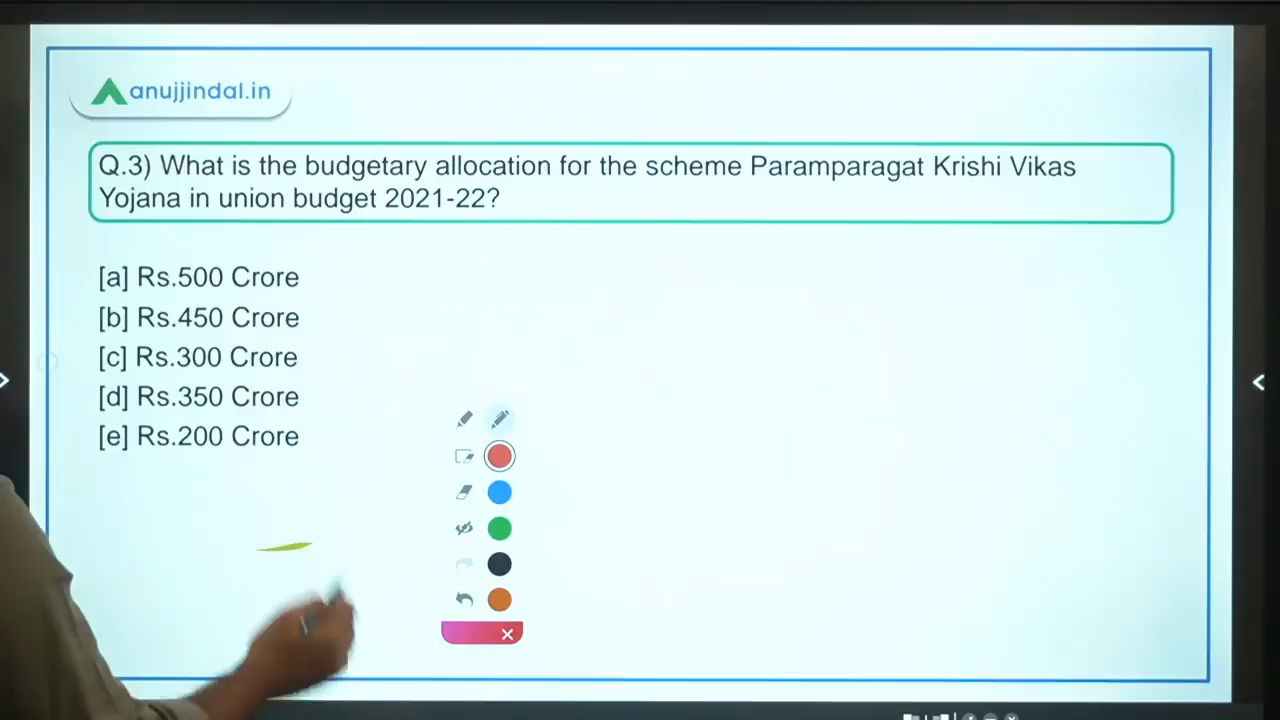 anujjindal.in
Q.3) What is the budgetary allocation for the scheme Paramparagat Krishi Vikas
Yojana in union budget 2021-22?
[a] Rs.500 Crore
[b] Rs.450 Crore
[c] Rs.300 Crore
[d] Rs.350 Crore
[e] Rs.200 Crore